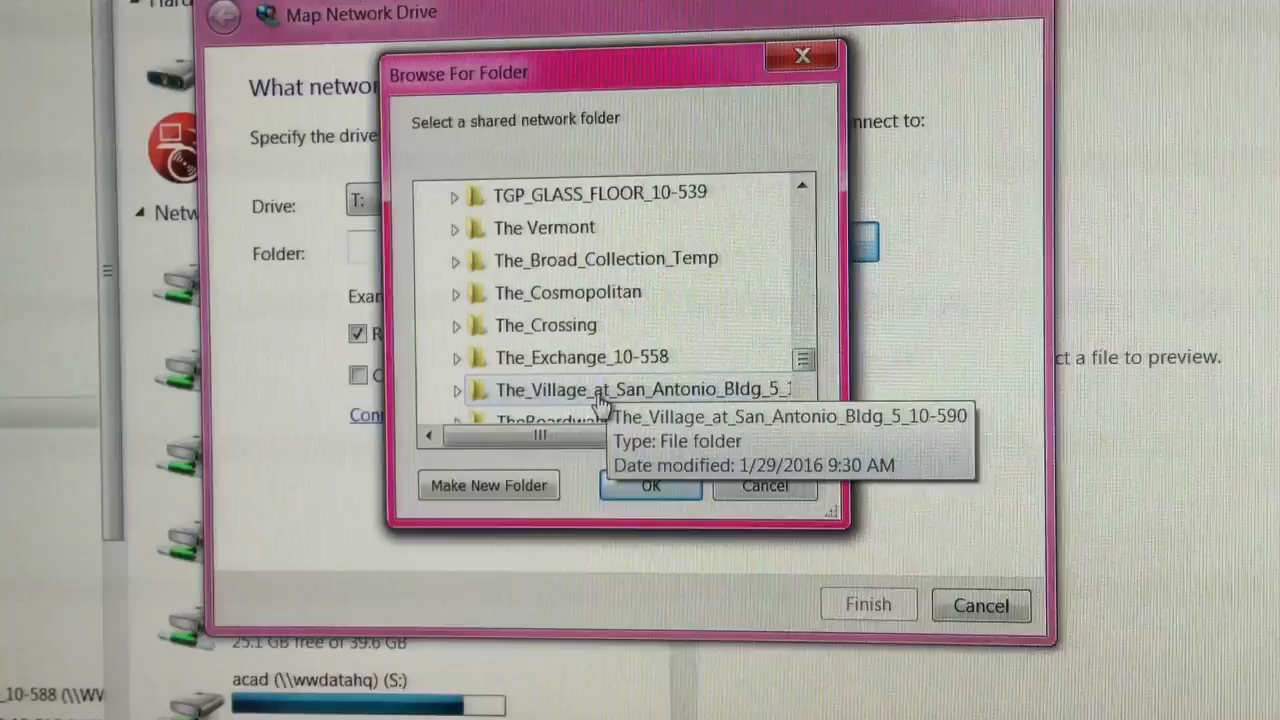 Map Network Drive
Browse For Folder
X
What networ
Select a shared network folder
Specify the drive
nnect to:
TGP_GLASS_FLOOR_10-539
Drive:
T:
Netw
The Vermont
Folder:
The_Broad_Collection_Temp
Exam
The_Cosmopolitan
R
The_Crossing
The_Exchange_10-558
ct a file to preview.
The_Village_at_San_Antonio_Bldg_5_1
Con
The_Village_at_San_Antonio_Bldg_5_10-590
Type: File folder
Date modified: 1/29/2016 9:30 AM
Make New Folder
OK
Cancel
Finish
Cancel
25.1 GB free of 39.6 GB
acad (\\wwdatahq) (S:)
_10-588 (\\WV